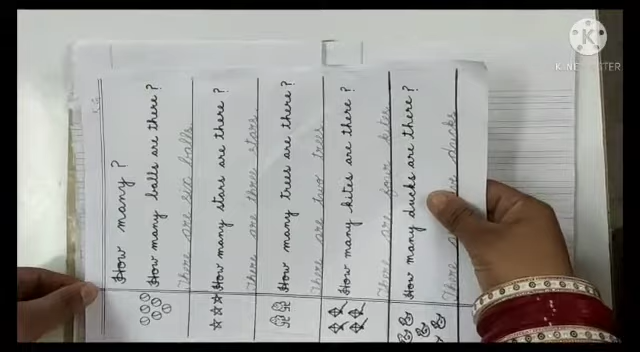 How many?
How many balls are there?
There are six balls
How many stars are there?
There are three stars.
How many trees are there?
There are two trees
How many kites are there?
There are four kites
How many ducks are there?
There ducks
KINEMASTER